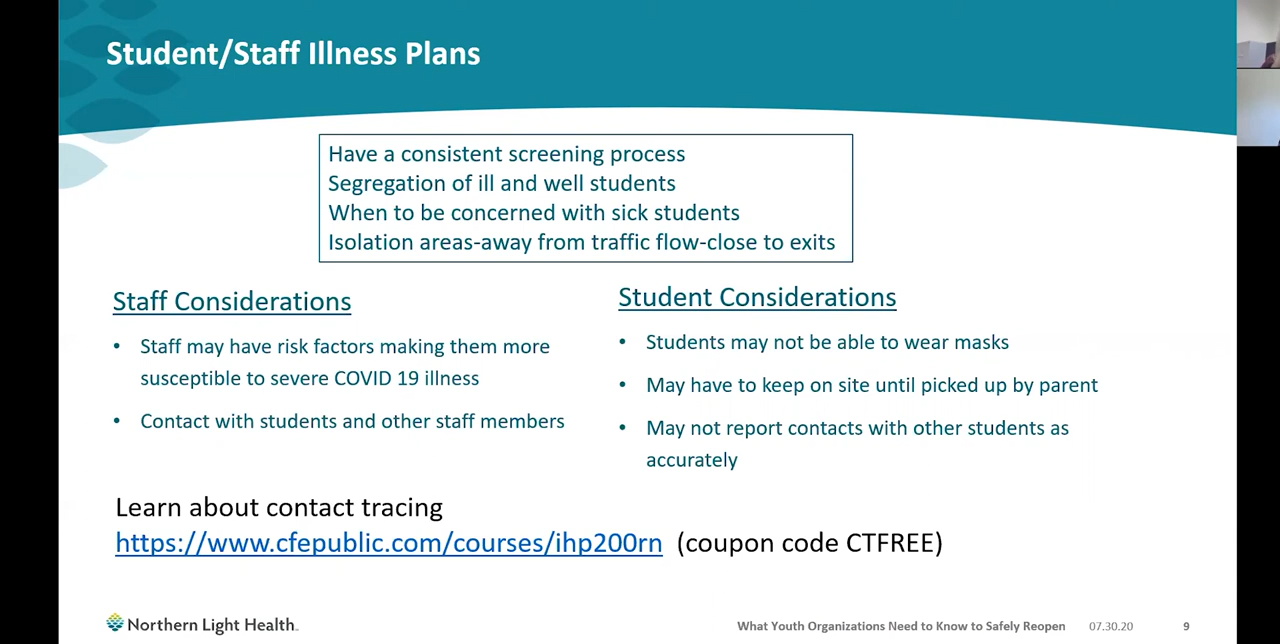 Student/Staff Illness Plans
Have a consistent screening process
Segregation of ill and well students
When to be concerned with sick students
Isolation areas-away from traffic flow-close to exits
Staff Considerations
• Staff may have risk factors making them more
susceptible to severe COVID 19 illness
• Contact with students and other staff members
Student Considerations
• Students may not be able to wear masks
• May have to keep on site until picked up by parent
• May not report contacts with other students as
accurately
Learn about contact tracing
https://www.cfepublic.com/courses/ihp200rn (coupon code CTFREE)
Northern Light Health
What Youth Organizations Need to Know to Safely Reopen 07.30.20 9